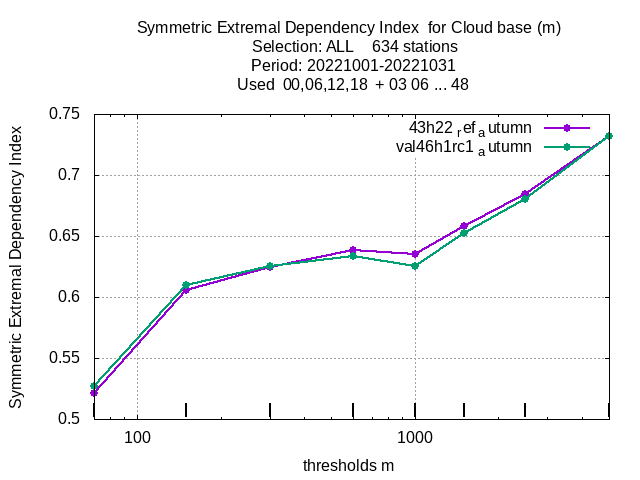 Symmetric Extremal Dependency Index  for Cloud base (m)
Selection: ALL    634 stations
Period: 20221001-20221031
Used  00,06,12,18  + 03 06 ... 48
43h22 ref a utumn
val46h1rc1 a utumn
Symmetric Extremal Dependency Index
0.75
0.7
0.65
0.6
0.55
0.5
100
1000
thresholds m